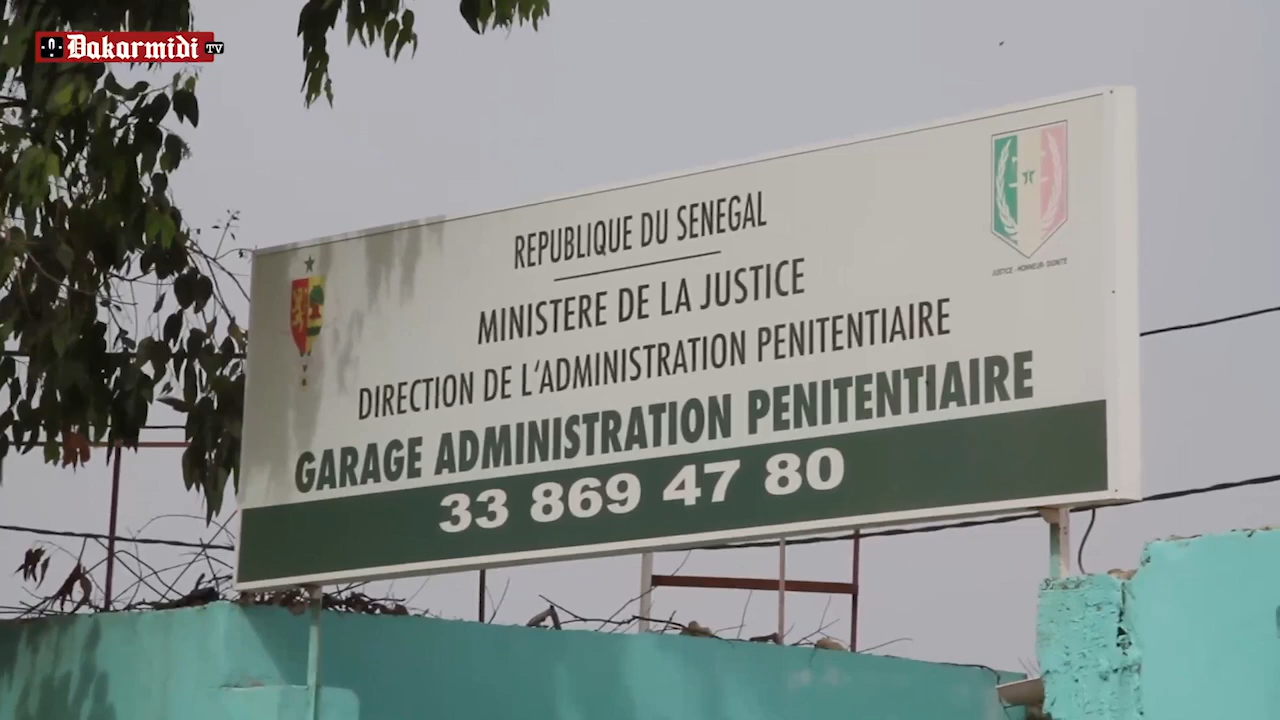 Dakarmidi TV
REPUBLIQUE DU SENEGAL
MINISTERE DE LA JUSTICE
DIRECTION DE L'ADMINISTRATION PENITENTIAIRE
GARAGE ADMINISTRATION PENITENTIAIRE
33 869 47 80
JUSTICE - HONNEUR - DIGNITE